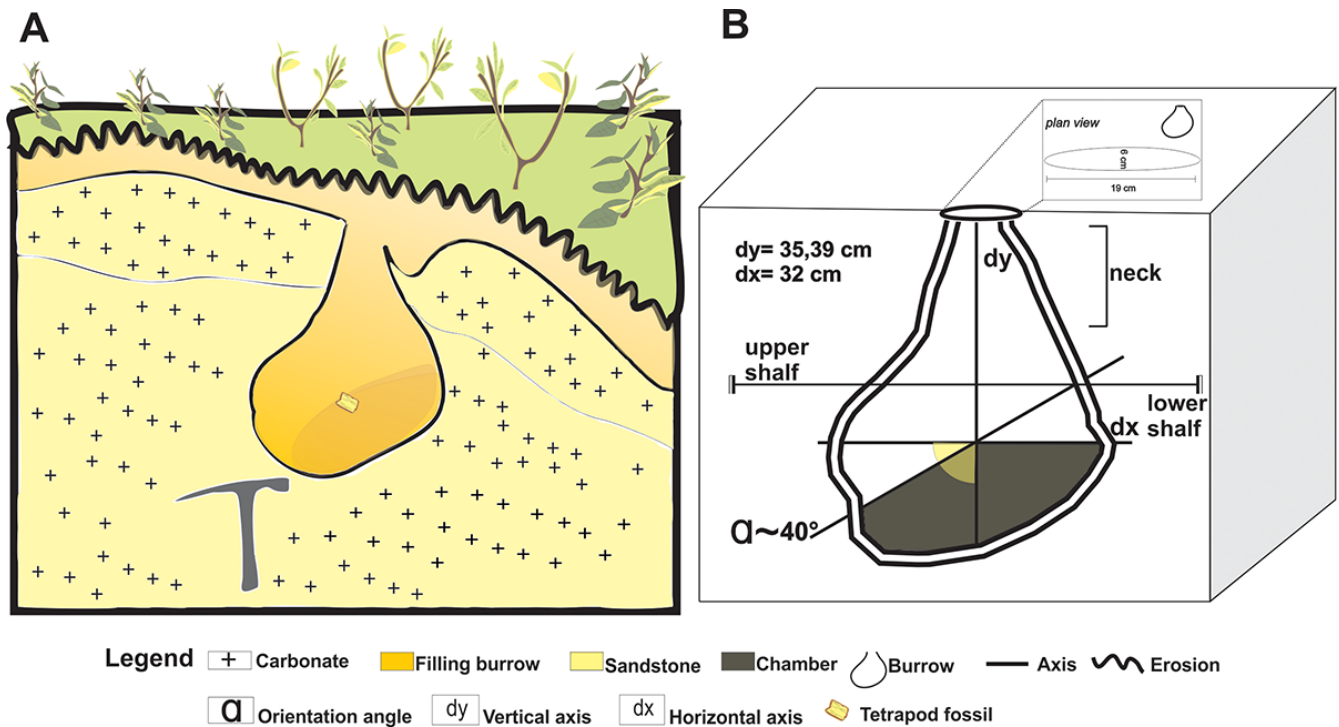 A
B
plan view
6 cm
19 cm
dy= 35,39 cm
dx= 32 cm
dy
neck
upper
shalf
lower
shalf
dx
ɑ~40°
Legend
+ Carbonate
Filling burrow
Sandstone
Chamber
Burrow
Axis
Erosion
ɑ Orientation angle
dy Vertical axis
dx Horizontal axis
Tetrapod fossil